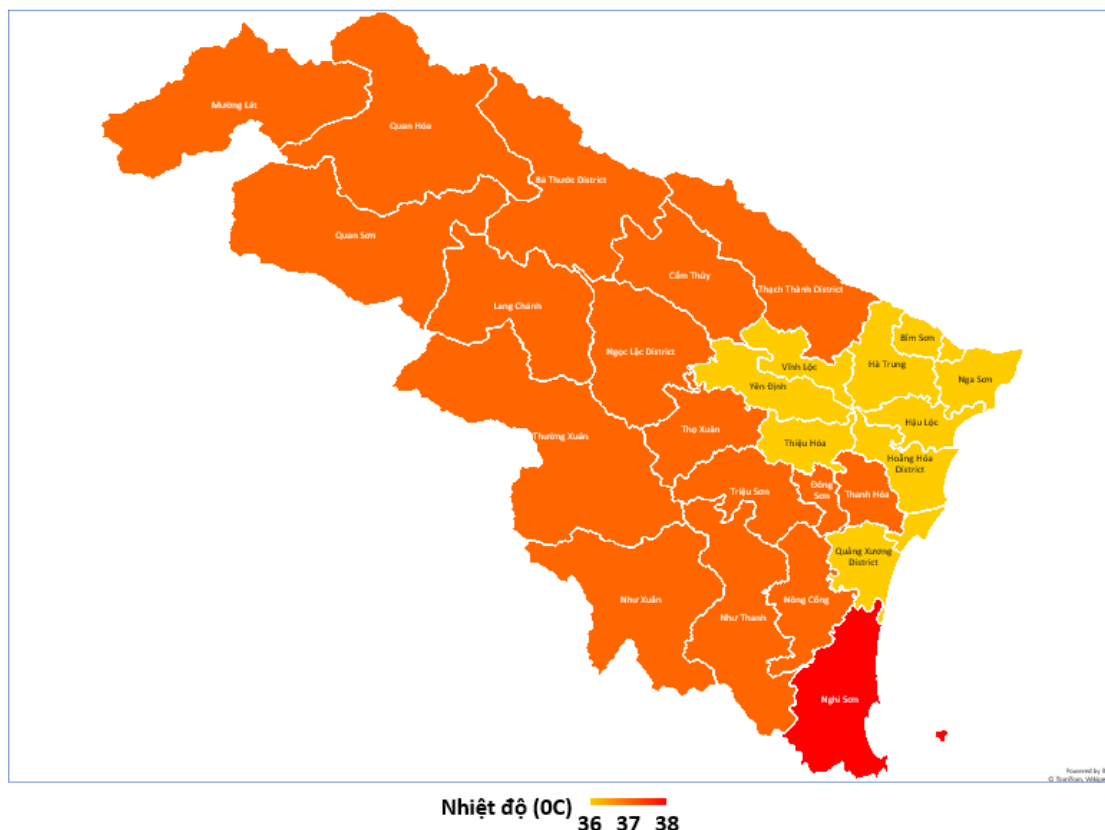 Mường Lát
Quan Hóa
Bá Thước District
Quan Sơn
Cẩm Thủy
Thạch Thành District
Lang Chánh
Bỉm Sơn
Ngọc Lặc District
Vĩnh Lộc
Hà Trung
Nga Sơn
Yên Định
Hậu Lộc
Thọ Xuân
Thường Xuân
Thiệu Hóa
Hoằng Hóa
District
Triệu Sơn
Đông
Sơn
Thanh Hóa
Quảng Xương
District
Như Xuân
Nông Cống
Như Thanh
Nghi Sơn
Powered by
© TomTom,
Nhiệt độ (0C)
36 37 38